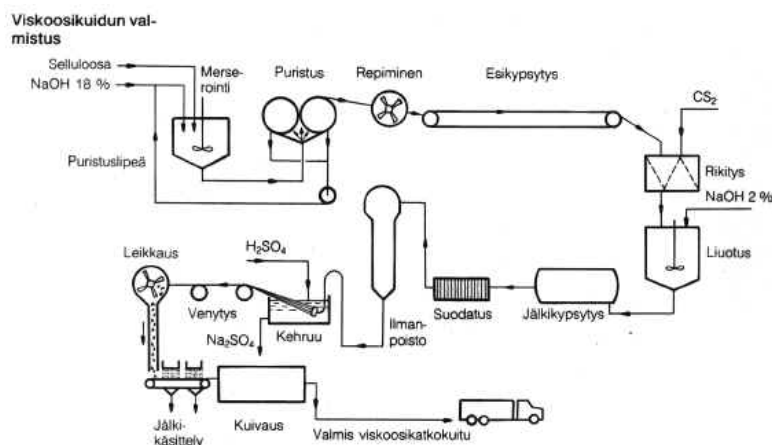 Viskoosikuidun val-
mistus
Selluloosa
NaOH 18 %
Merse-
rointi
Puristus
Repiminen
Esikypsytys
CS₂
Puristuslipeä
Rikitys
NaOH 2 %
Liuotus
Leikkaus
H₂SO₄
Venytys
Kehruu
Na₂SO₄
Ilman-
poisto
Suodatus
Jälkikypsytys
Jälki-
käsittely
Kuivaus
Valmis viskoosikatkokuitu